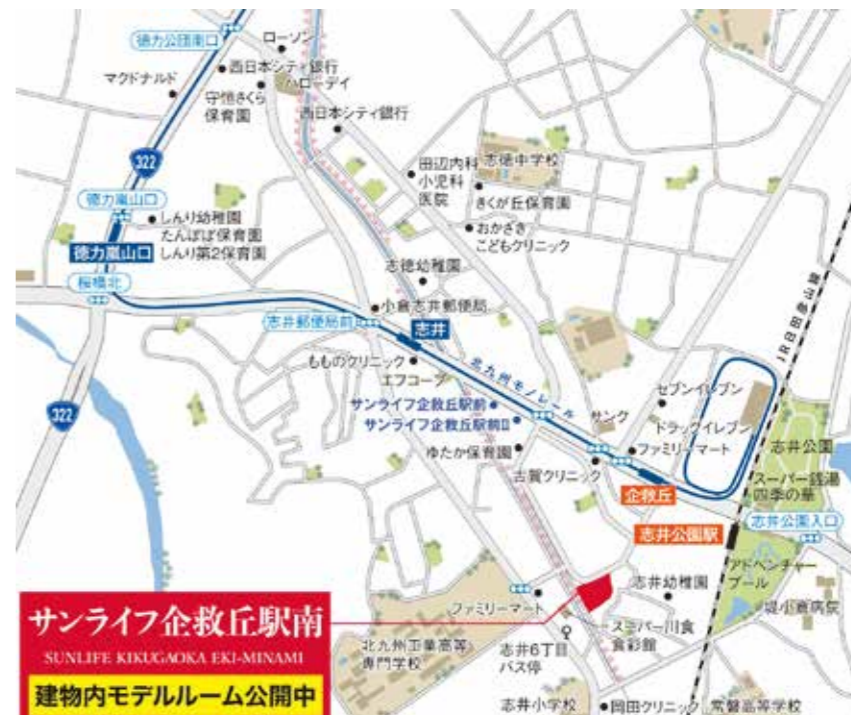 徳力公団南口
ローソン
マクドナルド
西日本シティ銀行
ハローデイ
守恒さくら
保育園
西日本シティ銀行
322
田辺内科
小児科
医院
志徳中学校
きくが丘保育園
おかざき
こどもクリニック
徳力嵐山口
しんり幼稚園
たんぽぽ保育園
しんり第2保育園
徳力嵐山口
桜橋北
志徳幼稚園
小倉志井郵便局
志井郵便局前
志井
もものクリニック
エフコープ
北九州モノレール
JR日田彦山線
サンライフ企救丘駅前
サンライフ企救丘駅前II
セブンイレブン
サンク
ドラッグイレブン
ファミリーマート
志井公園
322
ゆたか保育園
古賀クリニック
スーパー銭湯
四季の華
企救丘
志井公園駅
志井公園入口
アドベンチャー
プール
志井幼稚園
堤小倉病院
サンライフ企救丘駅南
SUNLIFE KIKUGAOKA EKI-MINAMI
建物内モデルルーム公開中
ファミリーマート
スーパー川食
食彩館
北九州工業高等
専門学校
志井6丁目
バス停
志井小学校
岡田クリニック
常磐高等学校